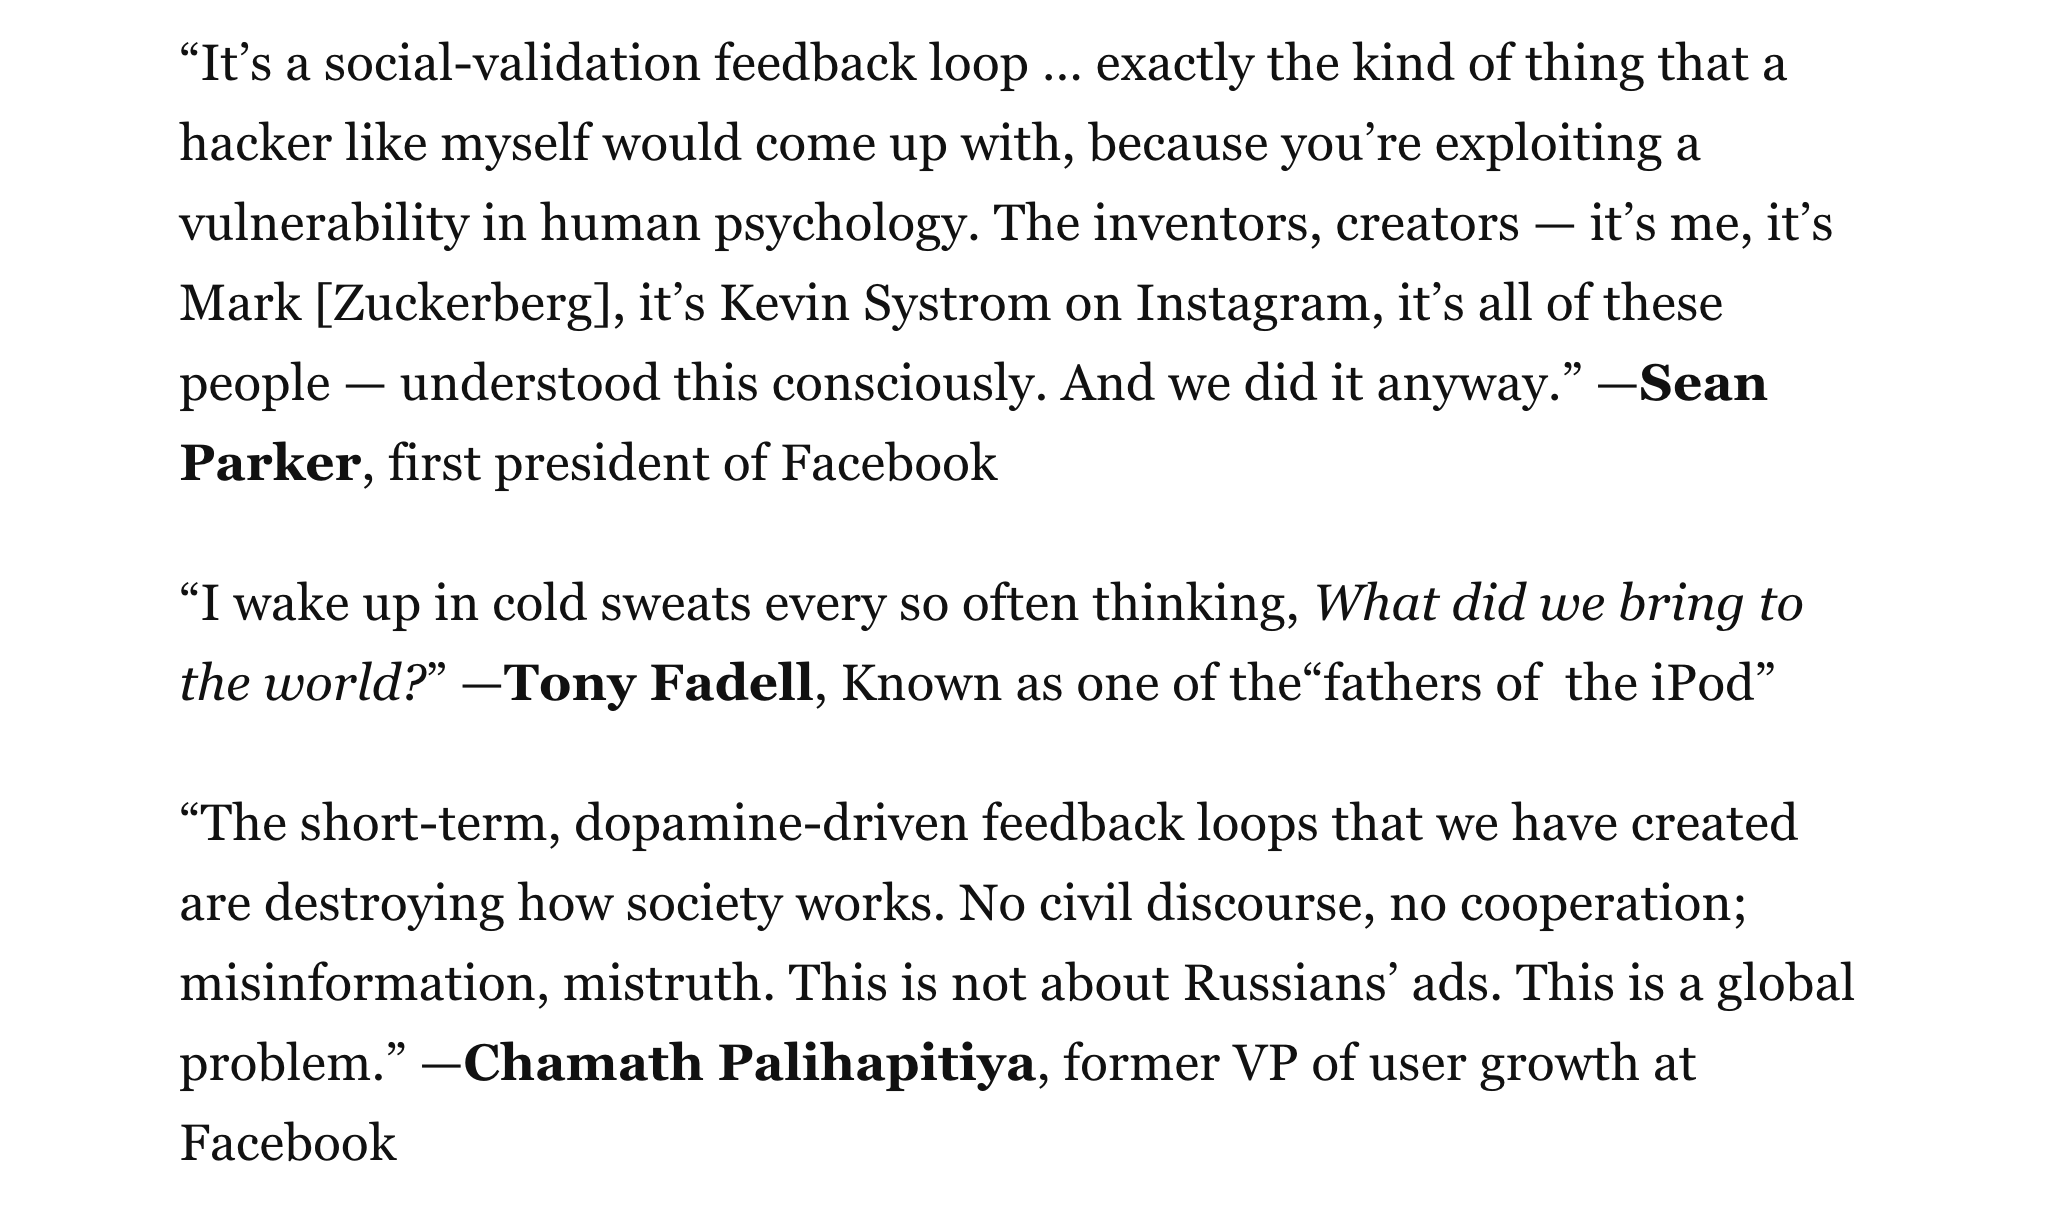 “It’s a social-validation feedback loop … exactly the kind of thing that a
hacker like myself would come up with, because you’re exploiting a
vulnerability in human psychology. The inventors, creators — it’s me, it’s
Mark [Zuckerberg], it’s Kevin Systrom on Instagram, it’s all of these
people — understood this consciously. And we did it anyway.” —Sean
Parker, first president of Facebook
“I wake up in cold sweats every so often thinking, What did we bring to
the world?” —Tony Fadell, Known as one of the“fathers of  the iPod”
“The short-term, dopamine-driven feedback loops that we have created
are destroying how society works. No civil discourse, no cooperation;
misinformation, mistruth. This is not about Russians’ ads. This is a global
problem.” —Chamath Palihapitiya, former VP of user growth at
Facebook